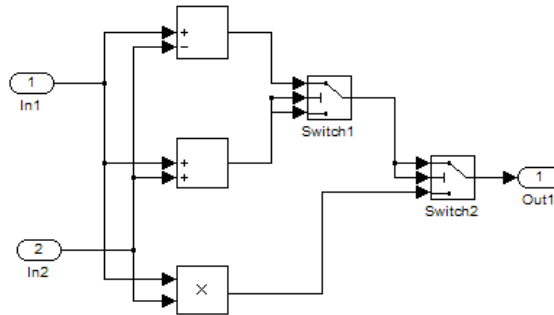 +
−
1
In1
Switch1
+
+
1
Out1
Switch2
2
In2
×